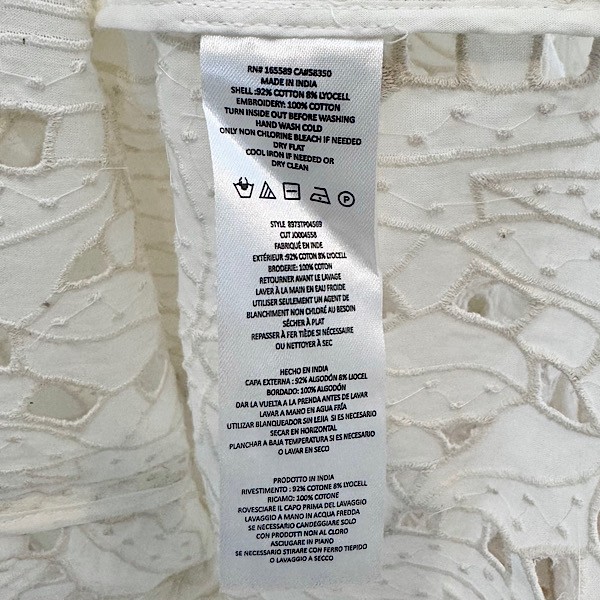 RN# 165589 CA#58350
MADE IN INDIA
SHELL :92% COTTON 8% LYOCELL
EMBROIDERY: 100% COTTON
TURN INSIDE OUT BEFORE WASHING
HAND WASH COLD
ONLY NON CHLORINE BLEACH IF NEEDED
DRY FLAT
COOL IRON IF NEEDED OR
DRY CLEAN
P
STYLE 8973TP04569
CUT JO004558
FABRIQUÉ EN INDE
EXTÉRIEUR :92% COTON 8% LYOCELL
BRODERIE: 100% COTON
RETOURNER AVANT LE LAVAGE
LAVER À LA MAIN EN EAU FROIDE
UTILISER SEULEMENT UN AGENT DE
BLANCHIMENT NON CHLORÉ AU BESOIN
SÉCHER À PLAT
REPASSER À FER TIÈDE SI NÉCESSAIRE
OU NETTOYER À SEC
HECHO EN INDIA
CAPA EXTERNA : 92% ALGODÓN 8% LIOCEL
BORDADO: 100% ALGODÓN
DAR LA VUELTA A LA PRENDA ANTES DE LAVAR
LAVAR A MANO EN AGUA FRÍA
UTILIZAR BLANQUEADOR SIN LEJIA SI ES NECESARIO
SECAR EN HORIZONTAL
PLANCHAR A BAJA TEMPERATURA SI ES NECESARIO
O LAVAR EN SECO
PRODOTTO IN INDIA
RIVESTIMENTO : 92% COTONE 8% LYOCELL
RICAMO: 100% COTONE
ROVESCIARE IL CAPO PRIMA DEL LAVAGGIO
LAVAGGIO A MANO IN ACQUA FREDDA
SE NECESSARIO CANDEGGIARE SOLO
CON PRODOTTI NON AL CLORO
ASCIUGARE IN PIANO
SE NECESSARIO STIRARE CON FERRO TIEPIDO
O LAVAGGIO A SECCO